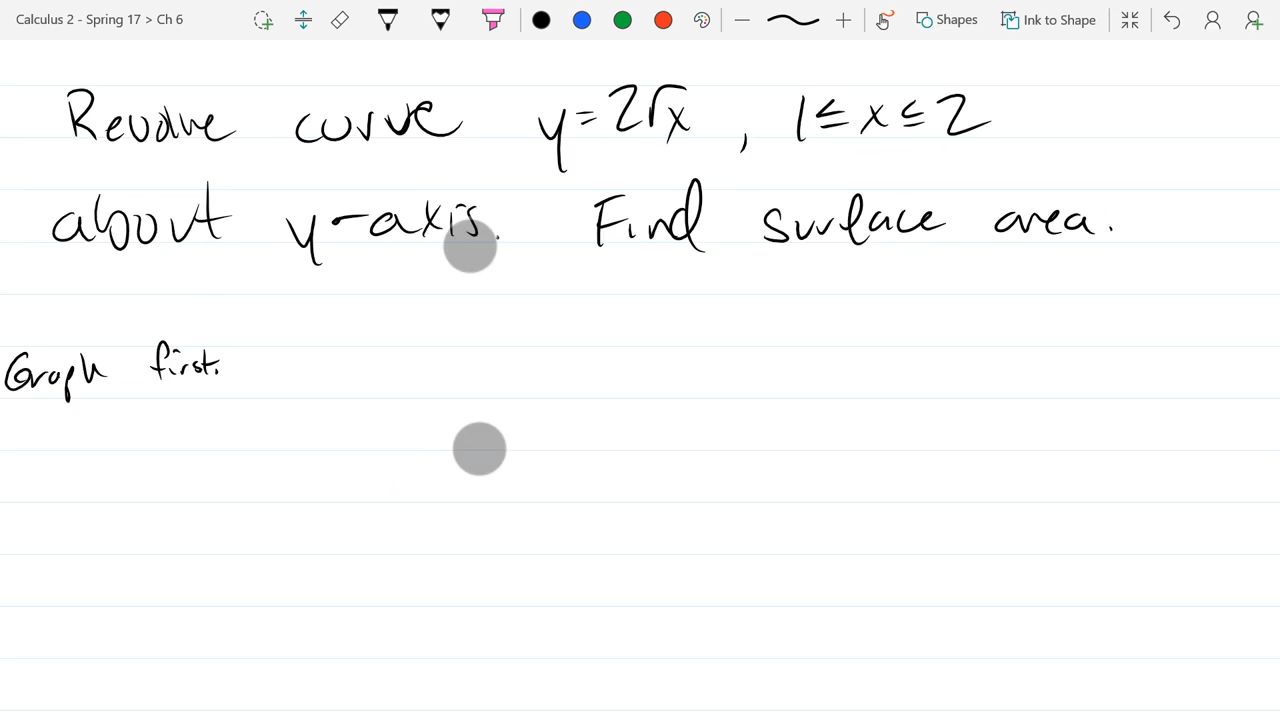 Calculus 2 - Spring 17 > Ch 6
Shapes
Ink to Shape
Revolve curve y=2√x , 1≤x≤2
about y-axis. Find surface area.
Graph first.